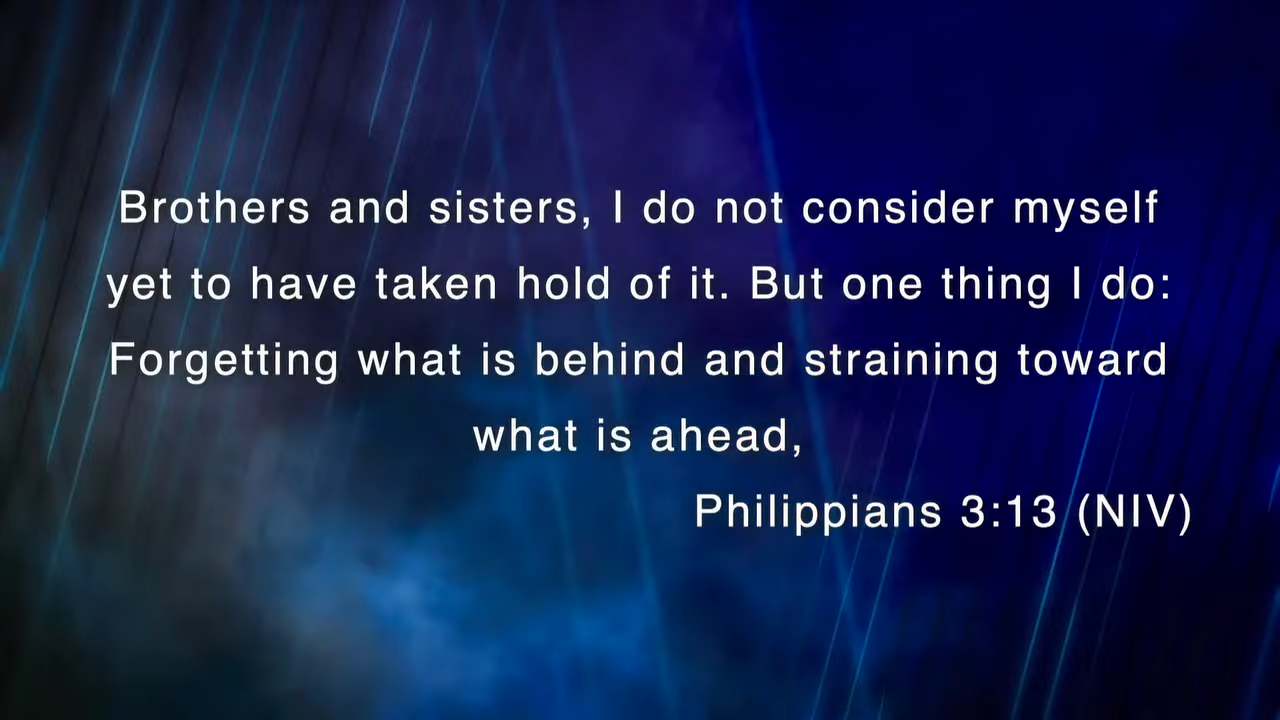 Brothers and sisters, I do not consider myself
yet to have taken hold of it. But one thing I do:
Forgetting what is behind and straining toward
what is ahead,
Philippians 3:13 (NIV)